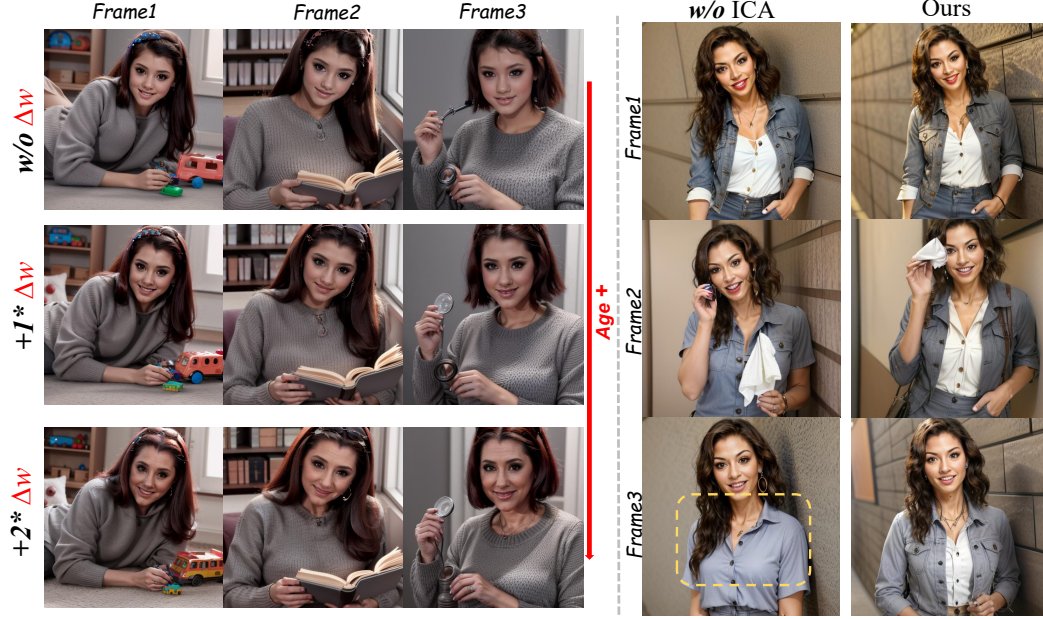 Frame1
Frame2
Frame3
w/o Δw
+1* Δw
+2* Δw
Age +
w/o ICA
Ours
Frame1
Frame2
Frame3